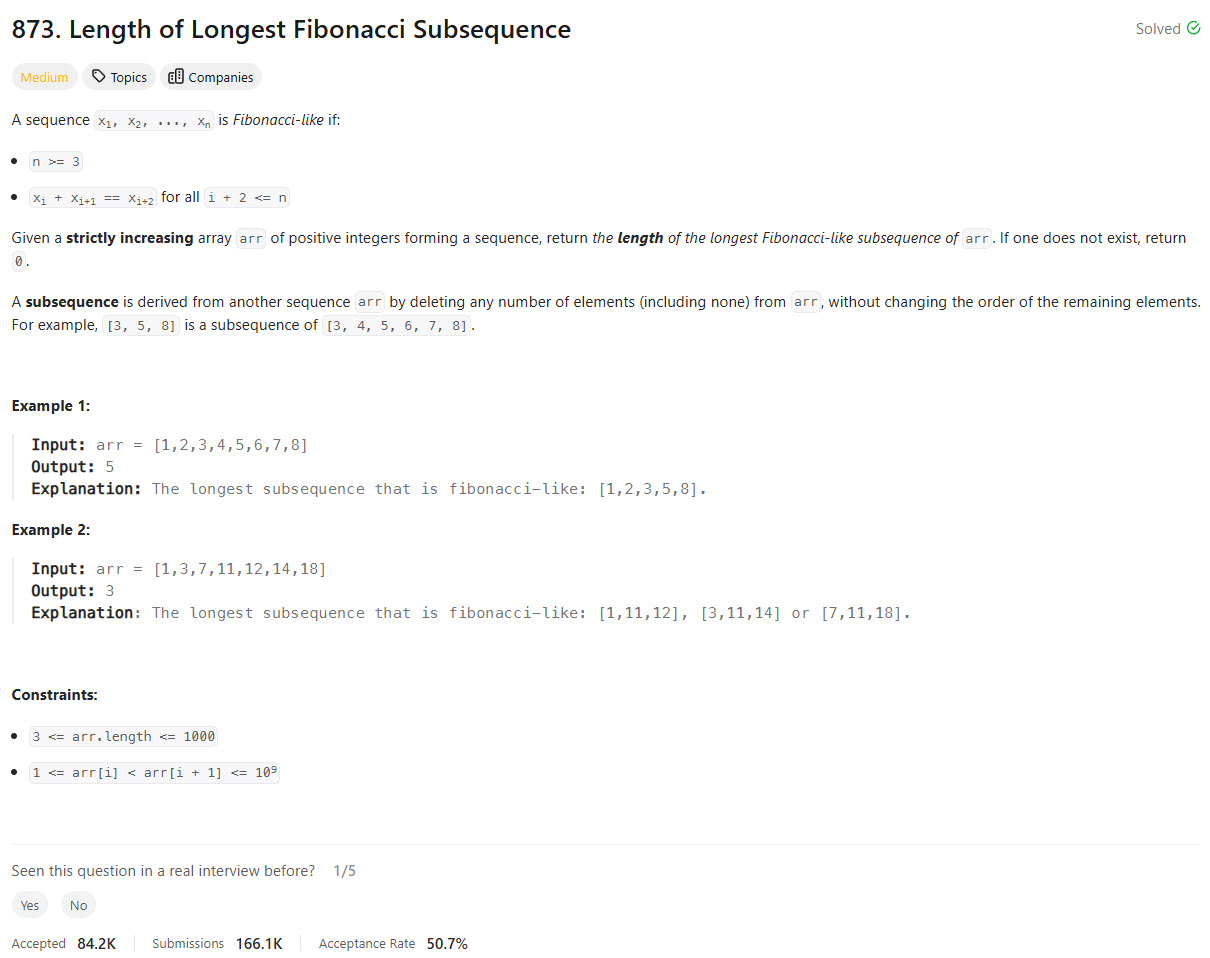 873. Length of Longest Fibonacci Subsequence
Solved
Medium
Topics
Companies
A sequence x1, x2, ..., xn is Fibonacci-like if:
• n >= 3
• xi + xi+1 == xi+2 for all i + 2 <= n
Given a strictly increasing array arr of positive integers forming a sequence, return the length of the longest Fibonacci-like subsequence of arr. If one does not exist, return
0.
A subsequence is derived from another sequence arr by deleting any number of elements (including none) from arr, without changing the order of the remaining elements.
For example, [3, 5, 8] is a subsequence of [3, 4, 5, 6, 7, 8].
Example 1:
Input: arr = [1,2,3,4,5,6,7,8]
Output: 5
Explanation: The longest subsequence that is fibonacci-like: [1,2,3,5,8].
Example 2:
Input: arr = [1,3,7,11,12,14,18]
Output: 3
Explanation: The longest subsequence that is fibonacci-like: [1,11,12], [3,11,14] or [7,11,18].
Constraints:
• 3 <= arr.length <= 1000
• 1 <= arr[i] < arr[i + 1] <= 10⁹
Seen this question in a real interview before? 1/5
Yes No
Accepted 84.2K Submissions 166.1K Acceptance Rate 50.7%